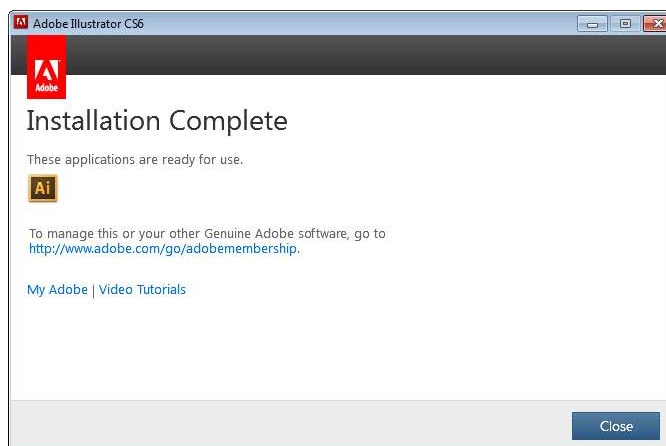 Adobe Illustrator CS6
Adobe
Installation Complete
These applications are ready for use.
Ai
To manage this or your other Genuine Adobe software, go to
http://www.adobe.com/go/adobemembership.
My Adobe | Video Tutorials
Close